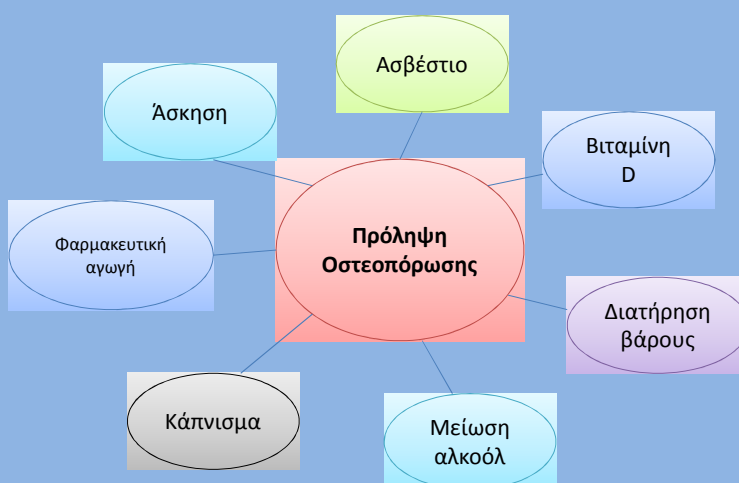 Ασβέστιο
Άσκηση
Βιταμίνη
D
Φαρμακευτική
αγωγή
Πρόληψη
Οστεοπόρωσης
Διατήρηση
βάρους
Κάπνισμα
Μείωση
αλκοόλ